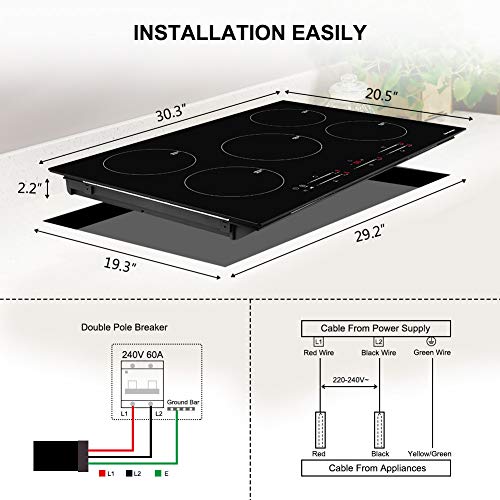 INSTALLATION EASILY
30.3"
20.5"
2.2"
19.3"
29.2"
Double Pole Breaker
240V 60A
L1
L2
Ground Bar
L1
L2
E
Cable From Power Supply
L1
L2
Red Wire
Black Wire
Green Wire
220-240V~
Red
Black
Yellow/Green
Cable From Appliances